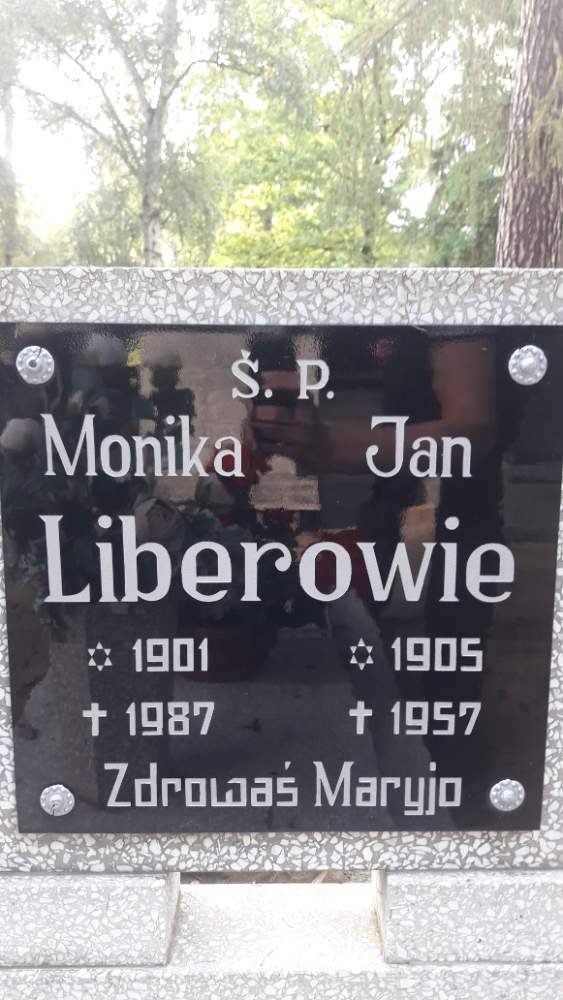 Ś. P.
Monika Jan
Liberowie
✡ 1901 ✡ 1905
✝ 1987 ✝ 1957
Zdrowaś Maryjo